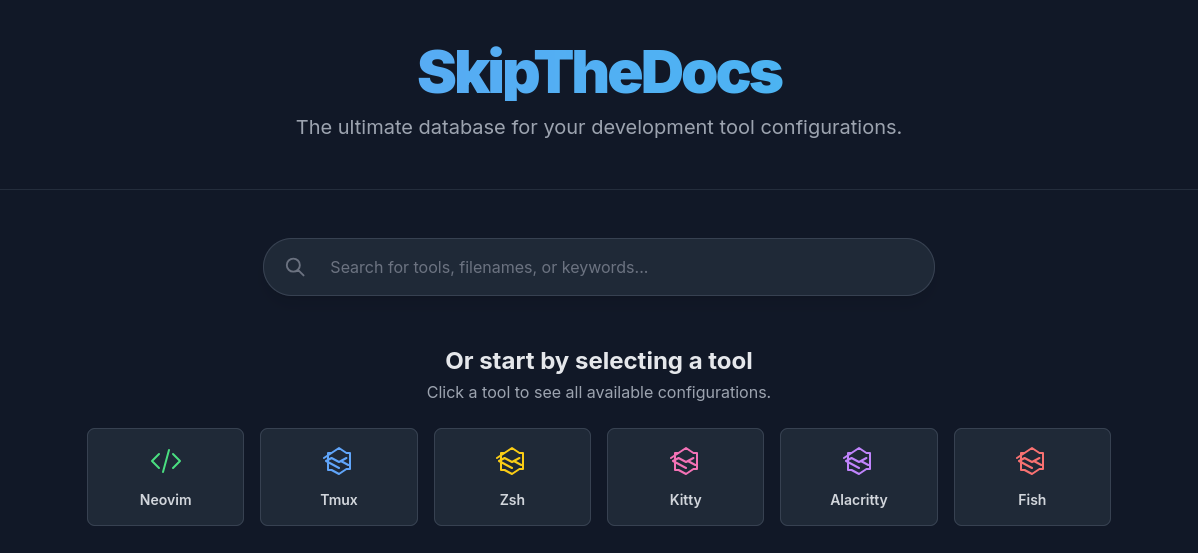 SkipTheDocs
The ultimate database for your development tool configurations.
Search for tools, filenames, or keywords...
Or start by selecting a tool
Click a tool to see all available configurations.
Neovim Tmux Zsh Kitty Alacritty Fish